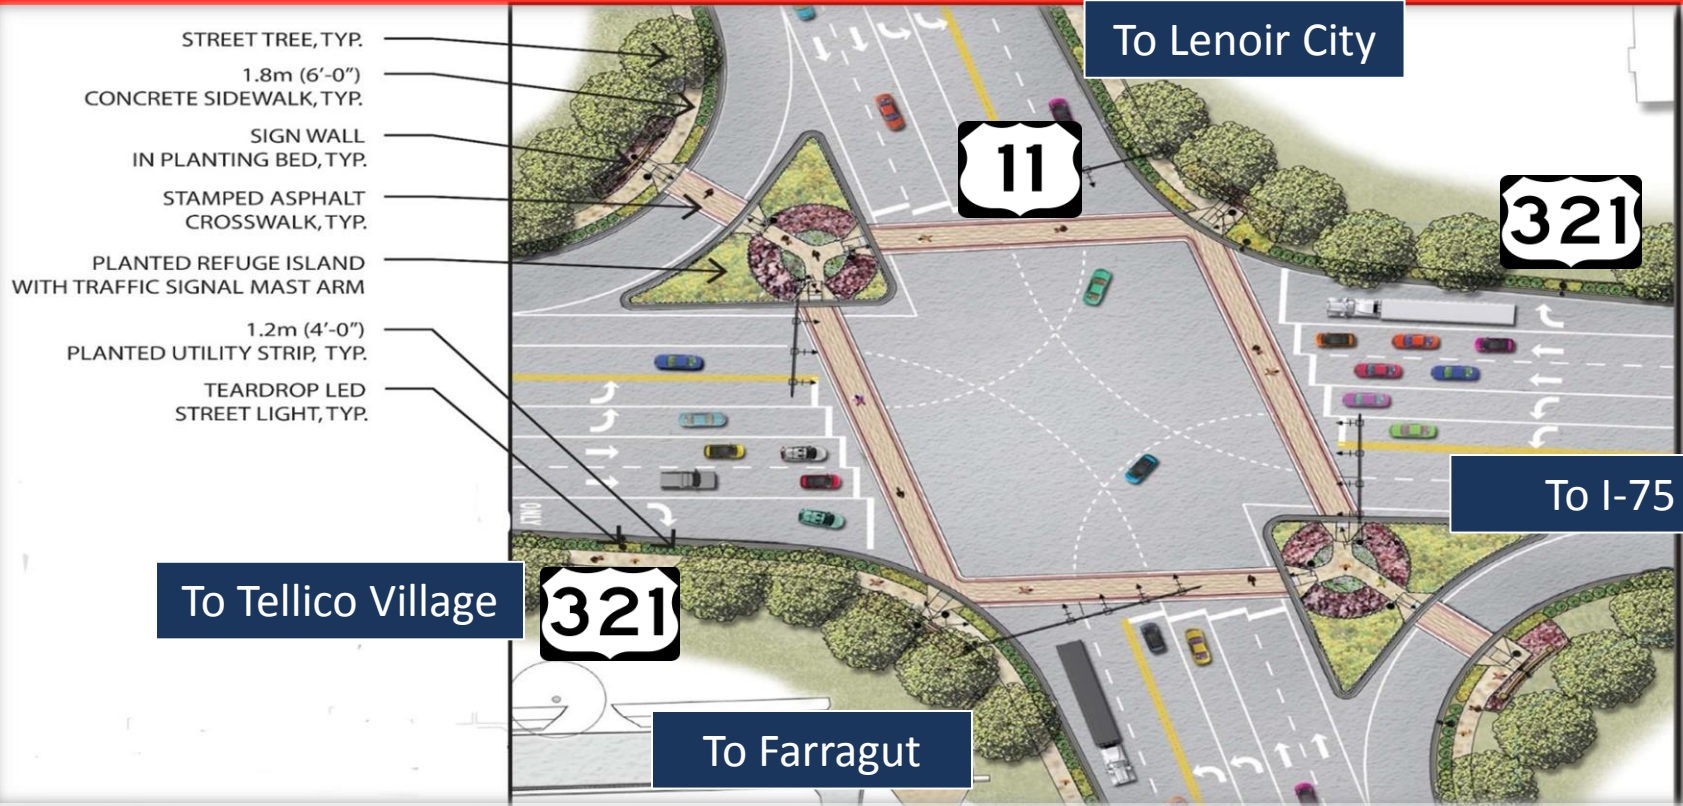 STREET TREE, TYP.
1.8m (6'-0")
CONCRETE SIDEWALK, TYP.
SIGN WALL
IN PLANTING BED, TYP.
STAMPED ASPHALT
CROSSWALK, TYP.
PLANTED REFUGE ISLAND
WITH TRAFFIC SIGNAL MAST ARM
1.2m (4'-0")
PLANTED UTILITY STRIP, TYP.
TEARDROP LED
STREET LIGHT, TYP.
To Lenoir City
11
321
To I-75
ONLY
To Tellico Village
321
To Farragut